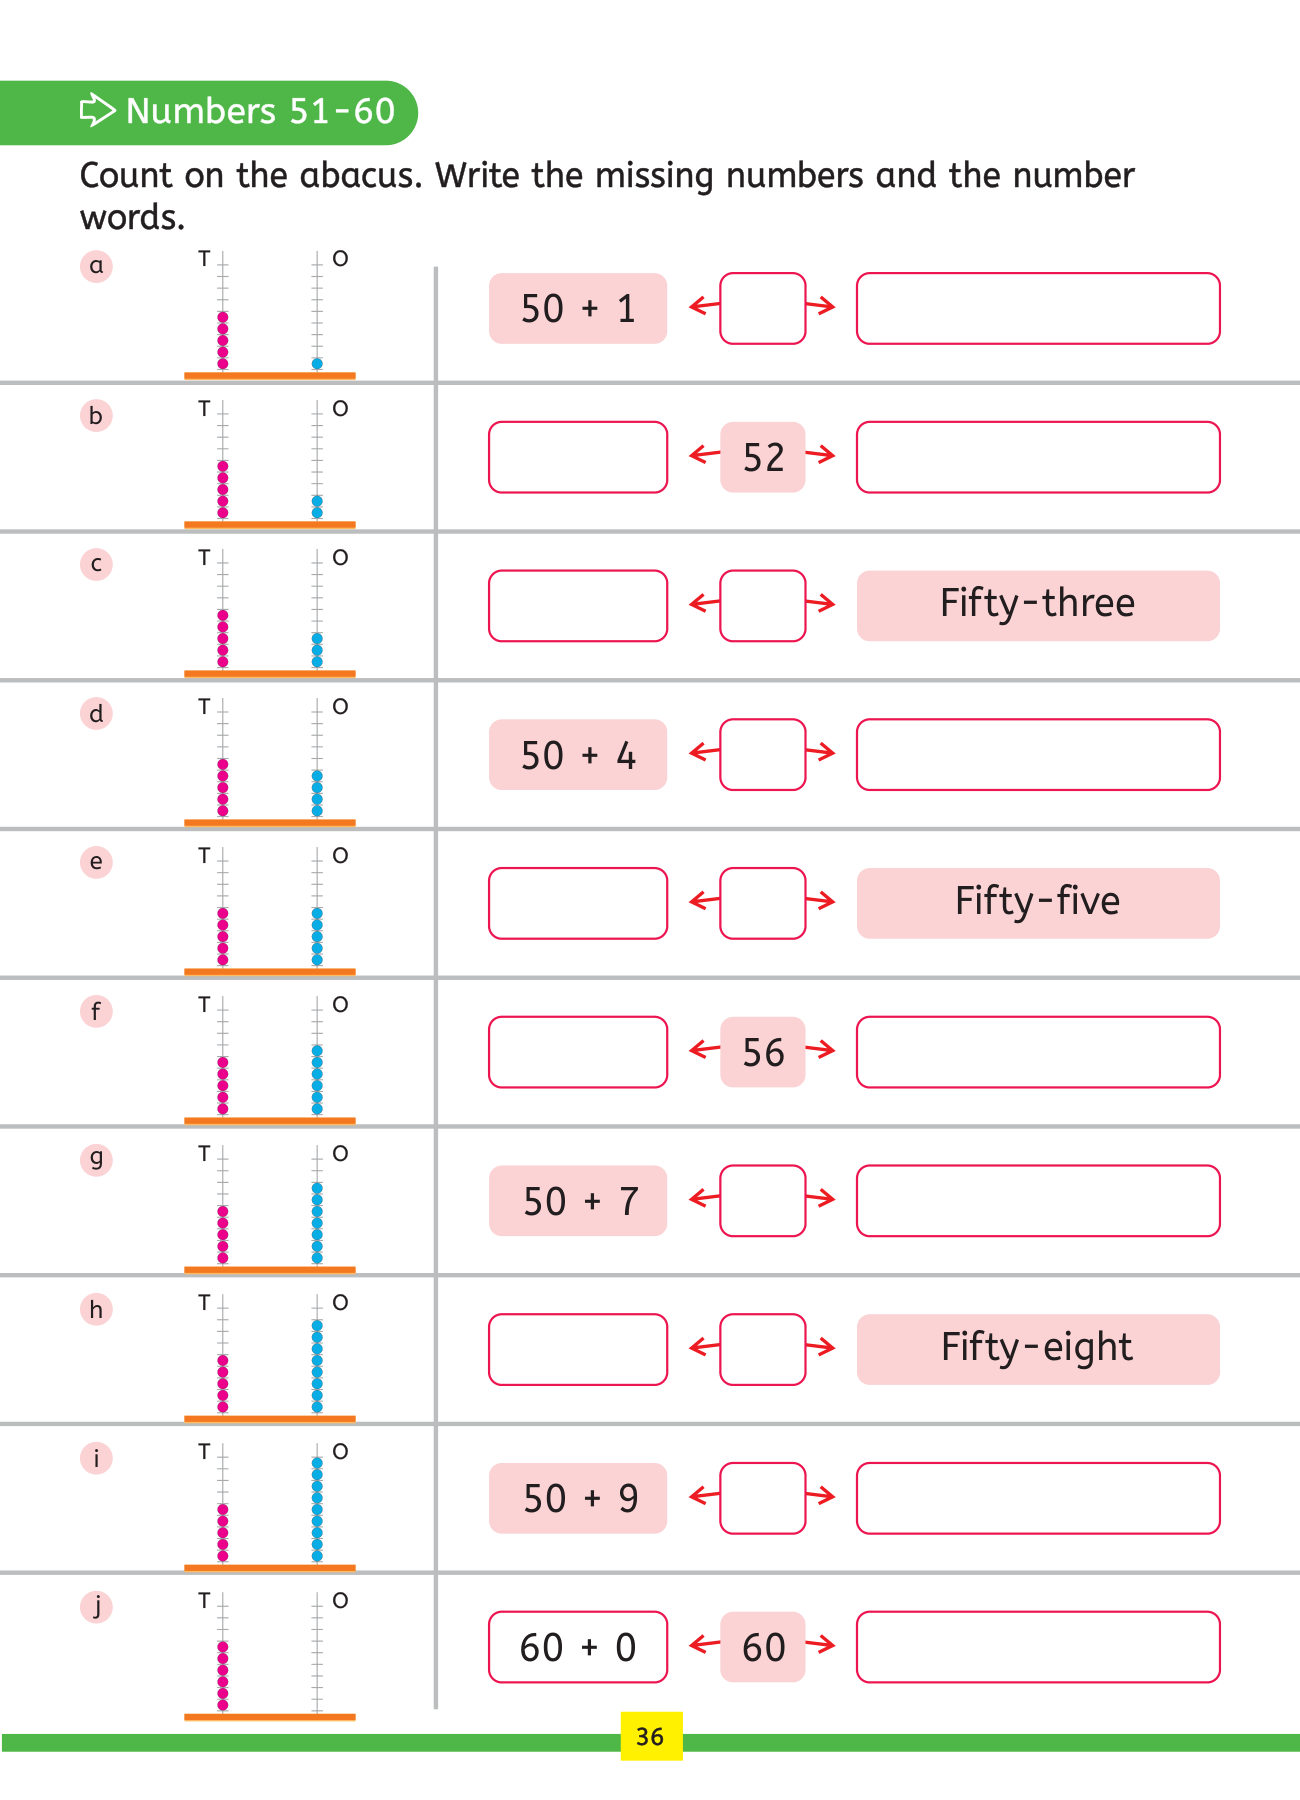 Numbers 51-60
Count on the abacus. Write the missing numbers and the number
words.
a
T O
50 + 1
b
T O
52
c
T O
Fifty-three
d
T O
50 + 4
e
T O
Fifty-five
f
T O
56
g
T O
50 + 7
h
T O
Fifty-eight
i
T O
50 + 9
j
T O
60 + 0 60
36